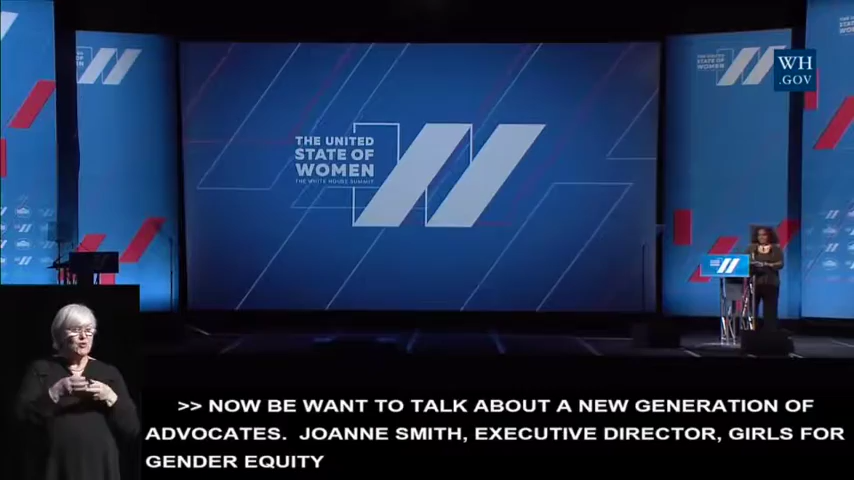 WH
.GOV
THE UNITED
STATE OF
WOMEN
THE WHITE HOUSE SUMMIT
>> NOW BE WANT TO TALK ABOUT A NEW GENERATION OF
ADVOCATES. JOANNE SMITH, EXECUTIVE DIRECTOR, GIRLS FOR
GENDER EQUITY